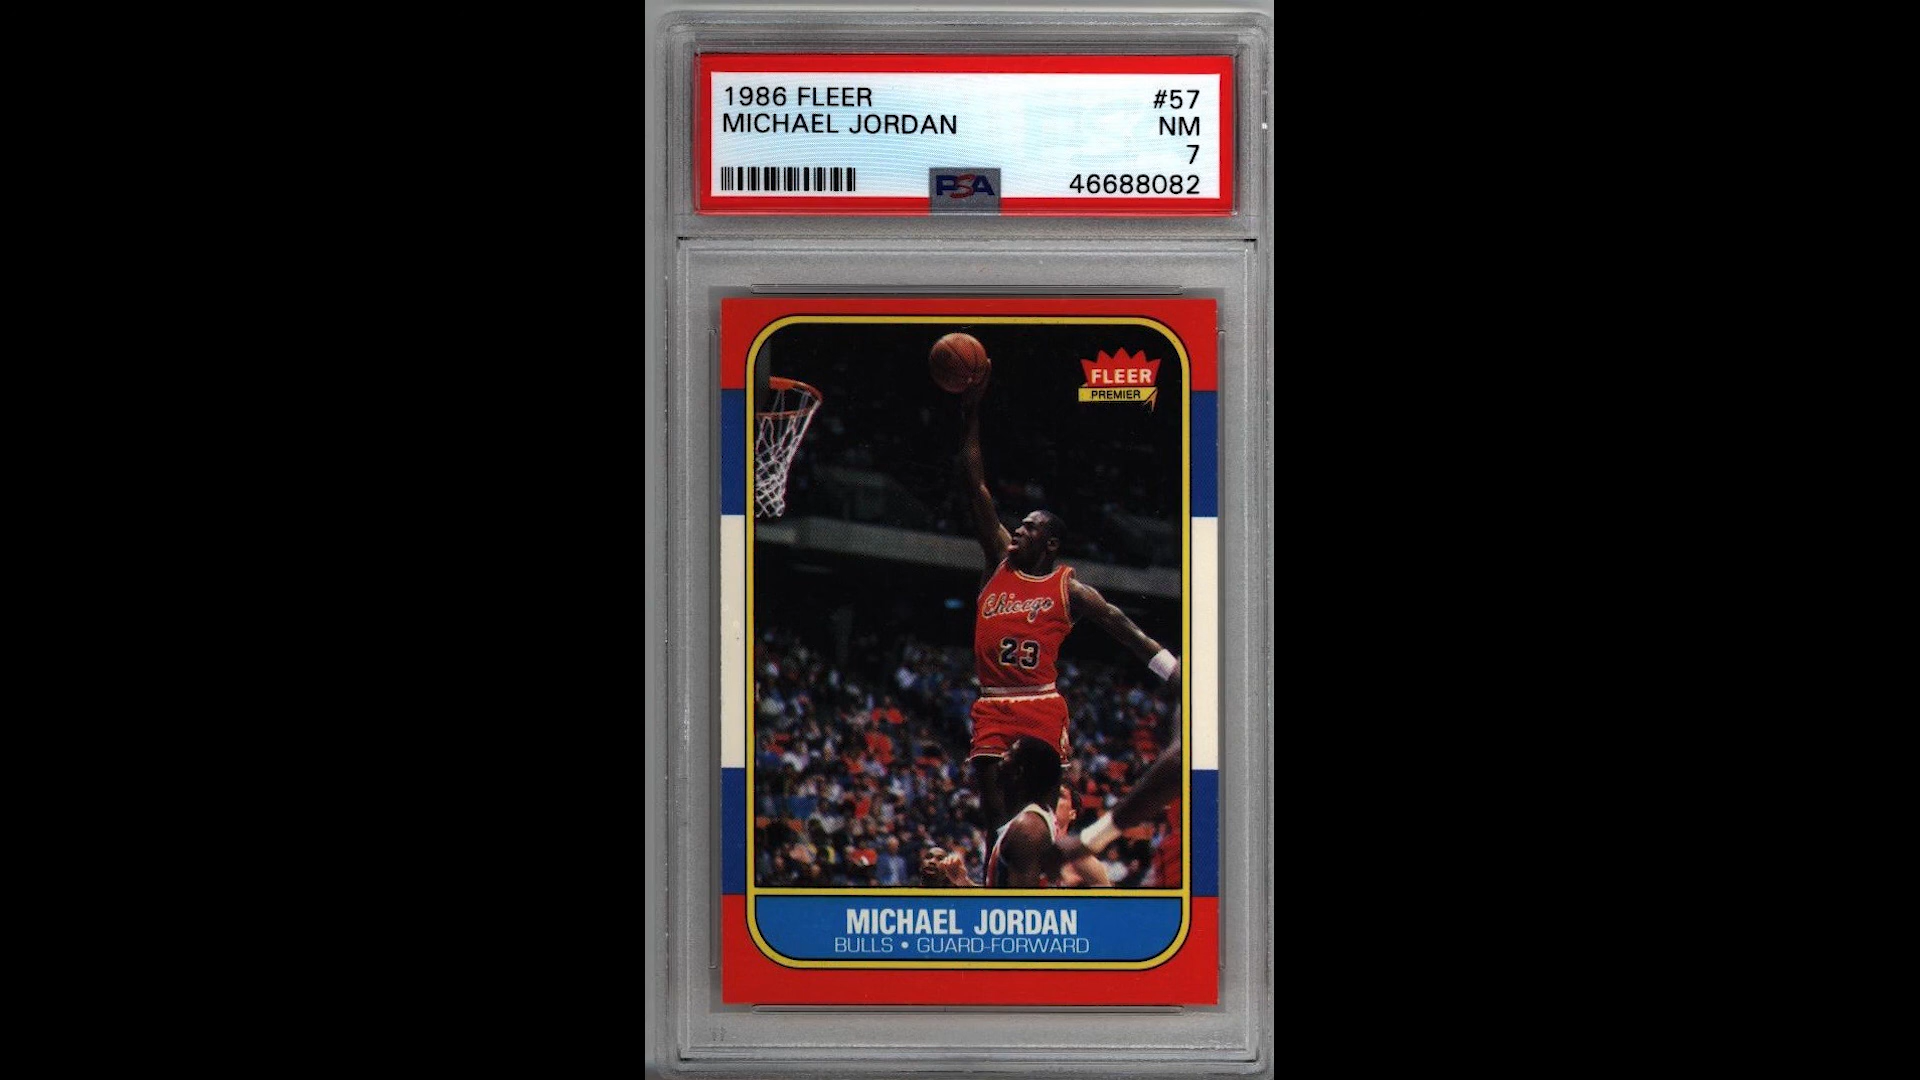 1986 FLEER
MICHAEL JORDAN
#57
NM
7
46688082
PSA
FLEER
PREMIER
Chicago
23
MICHAEL JORDAN
BULLS • GUARD-FORWARD